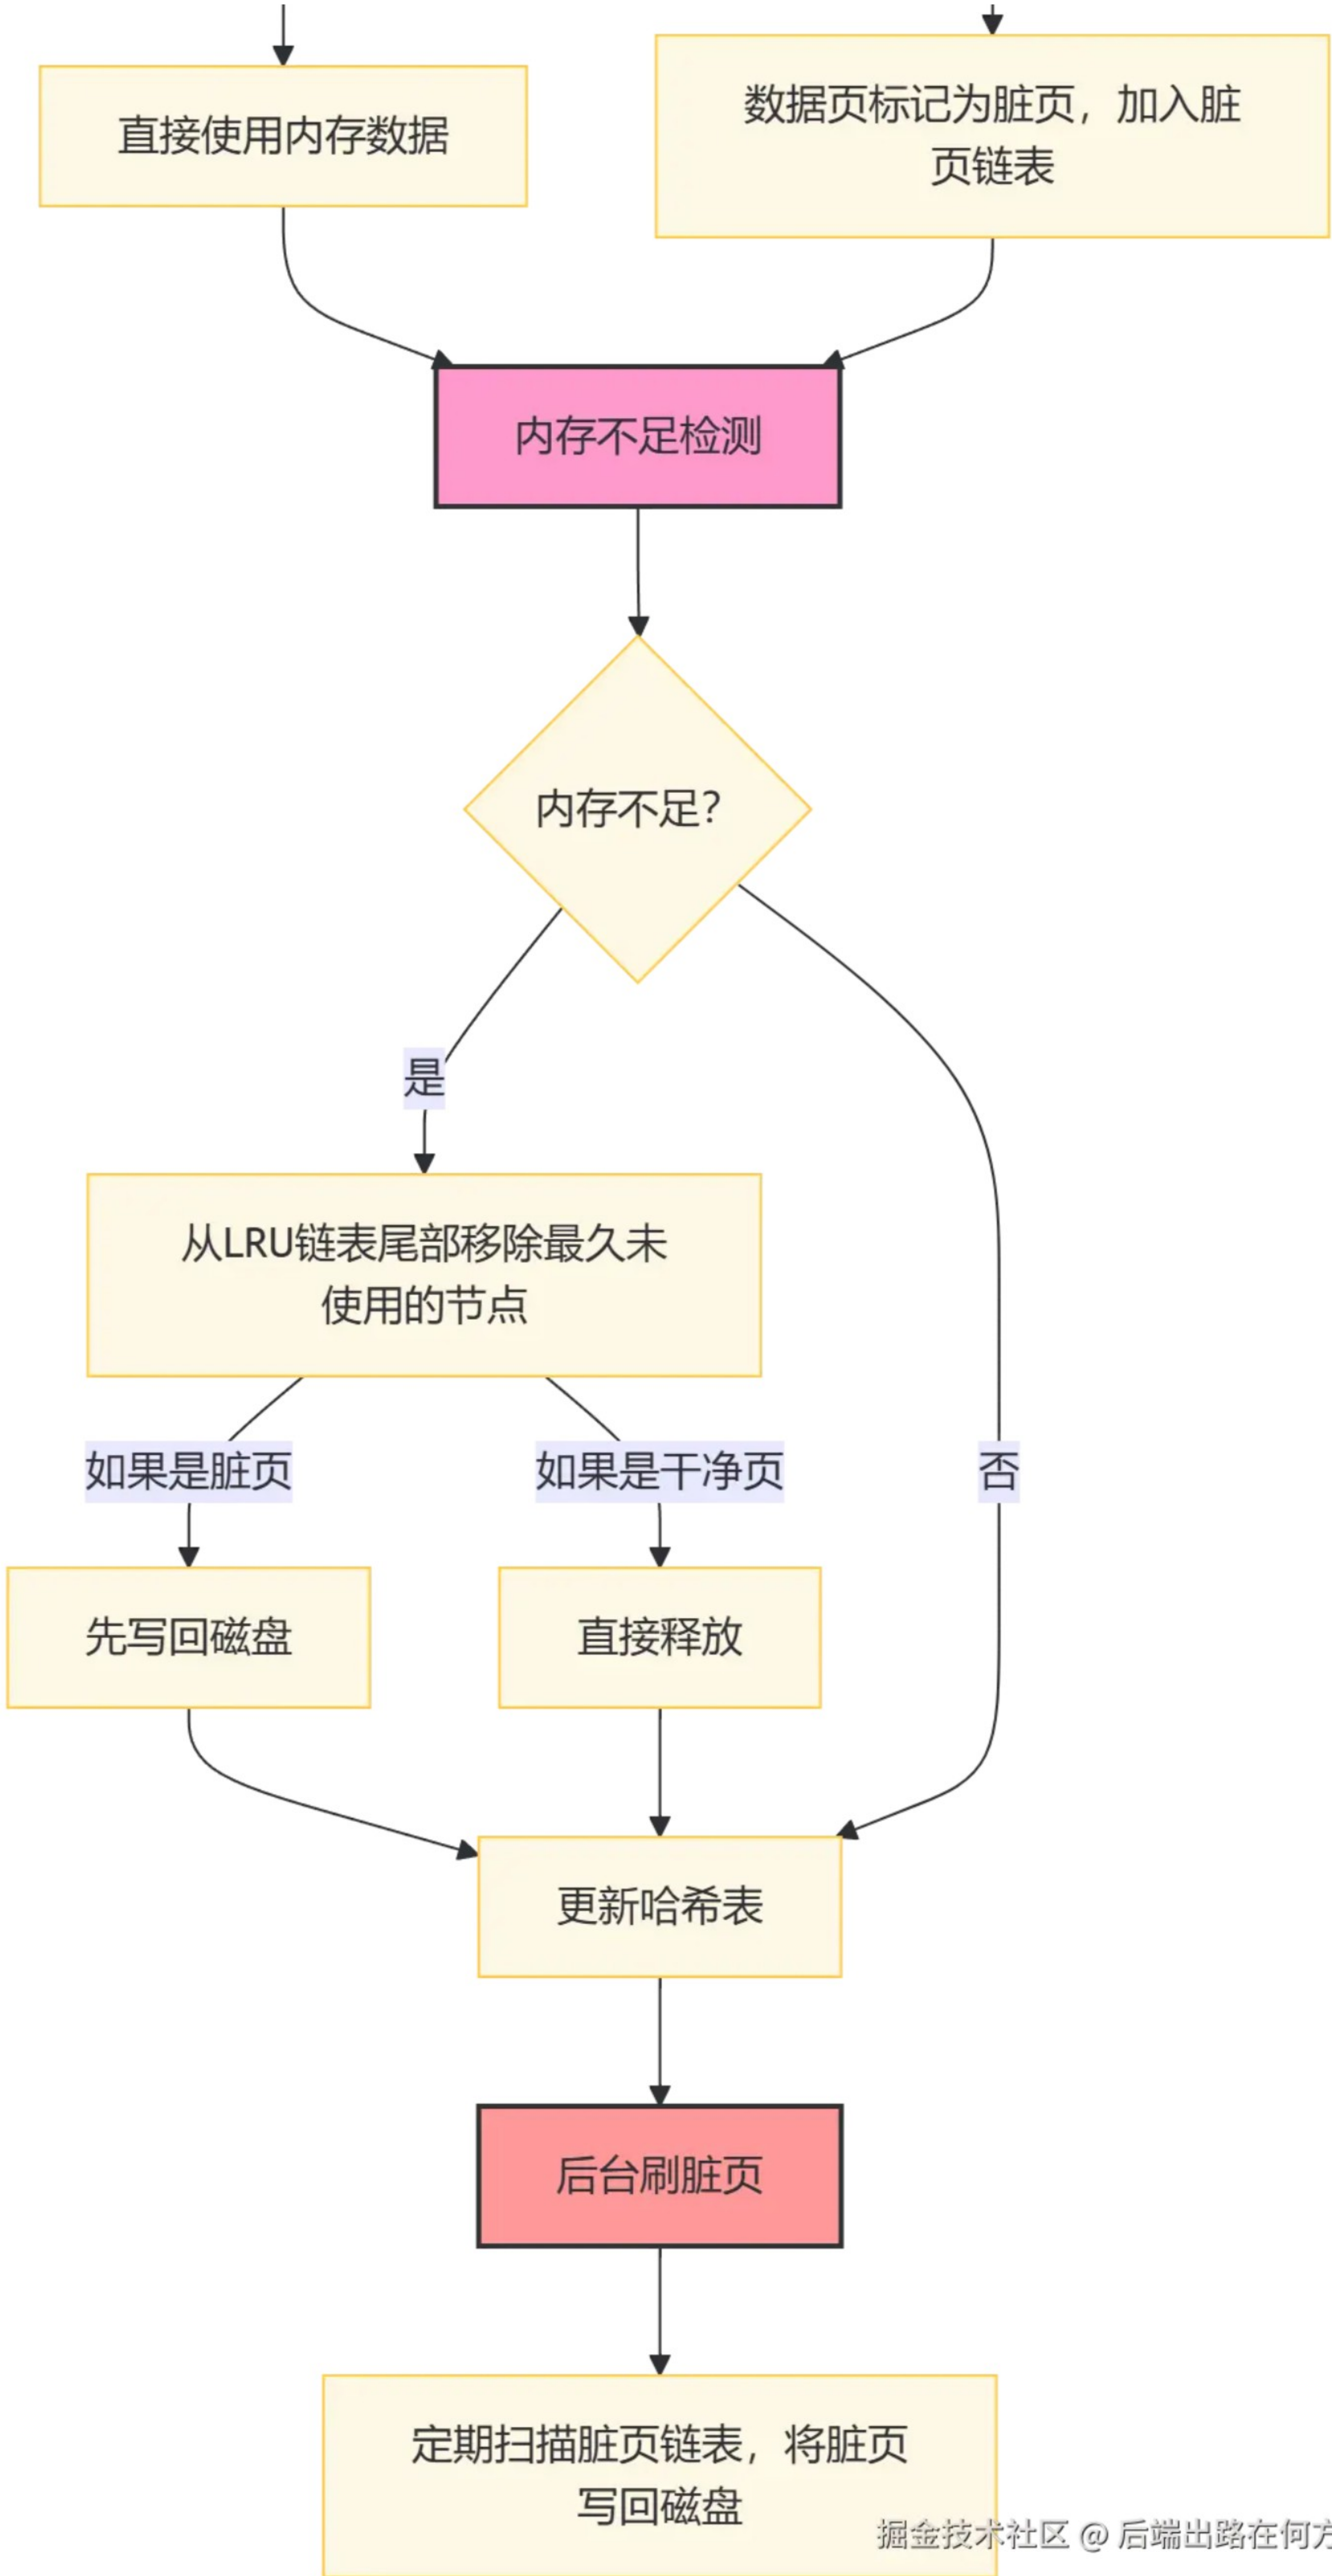 直接使用内存数据
数据页标记为脏页，加入脏
页链表
内存不足检测
内存不足？
是
从LRU链表尾部移除最久未
使用的节点
如果是脏页
如果是干净页
否
先写回磁盘
直接释放
更新哈希表
后台刷脏页
定期扫描脏页链表，将脏页
写回磁盘
掘金技术社区 @ 后端出路在何方